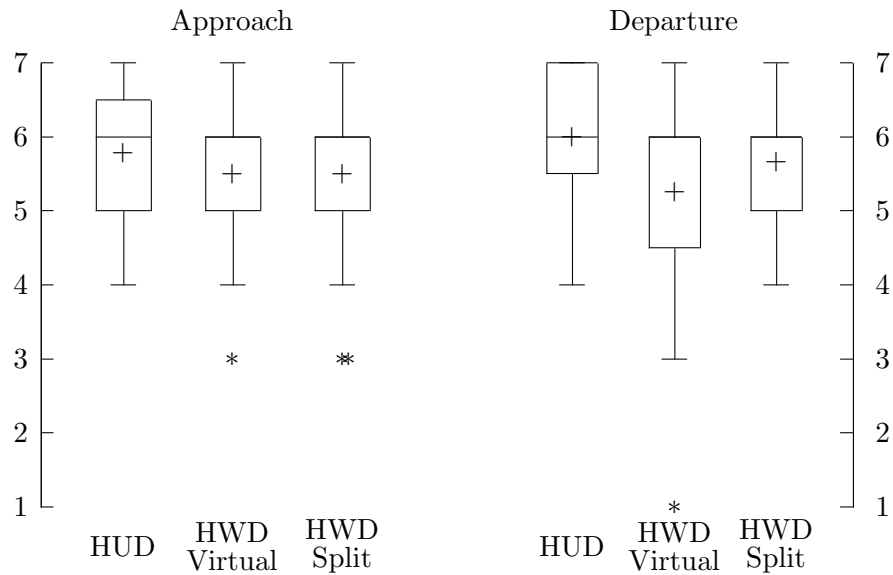 Approach
Departure
7
6
5
4
3
2
1
7
6
5
4
3
2
1
HUD
HWD
Virtual
HWD
Split
HUD
HWD
Virtual
HWD
Split